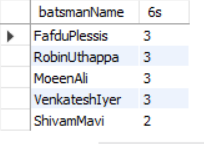 batsmanName 6s
FafduPlessis 3
RobinUthappa 3
MoeenAli 3
VenkateshIyer 3
ShivamMavi 2